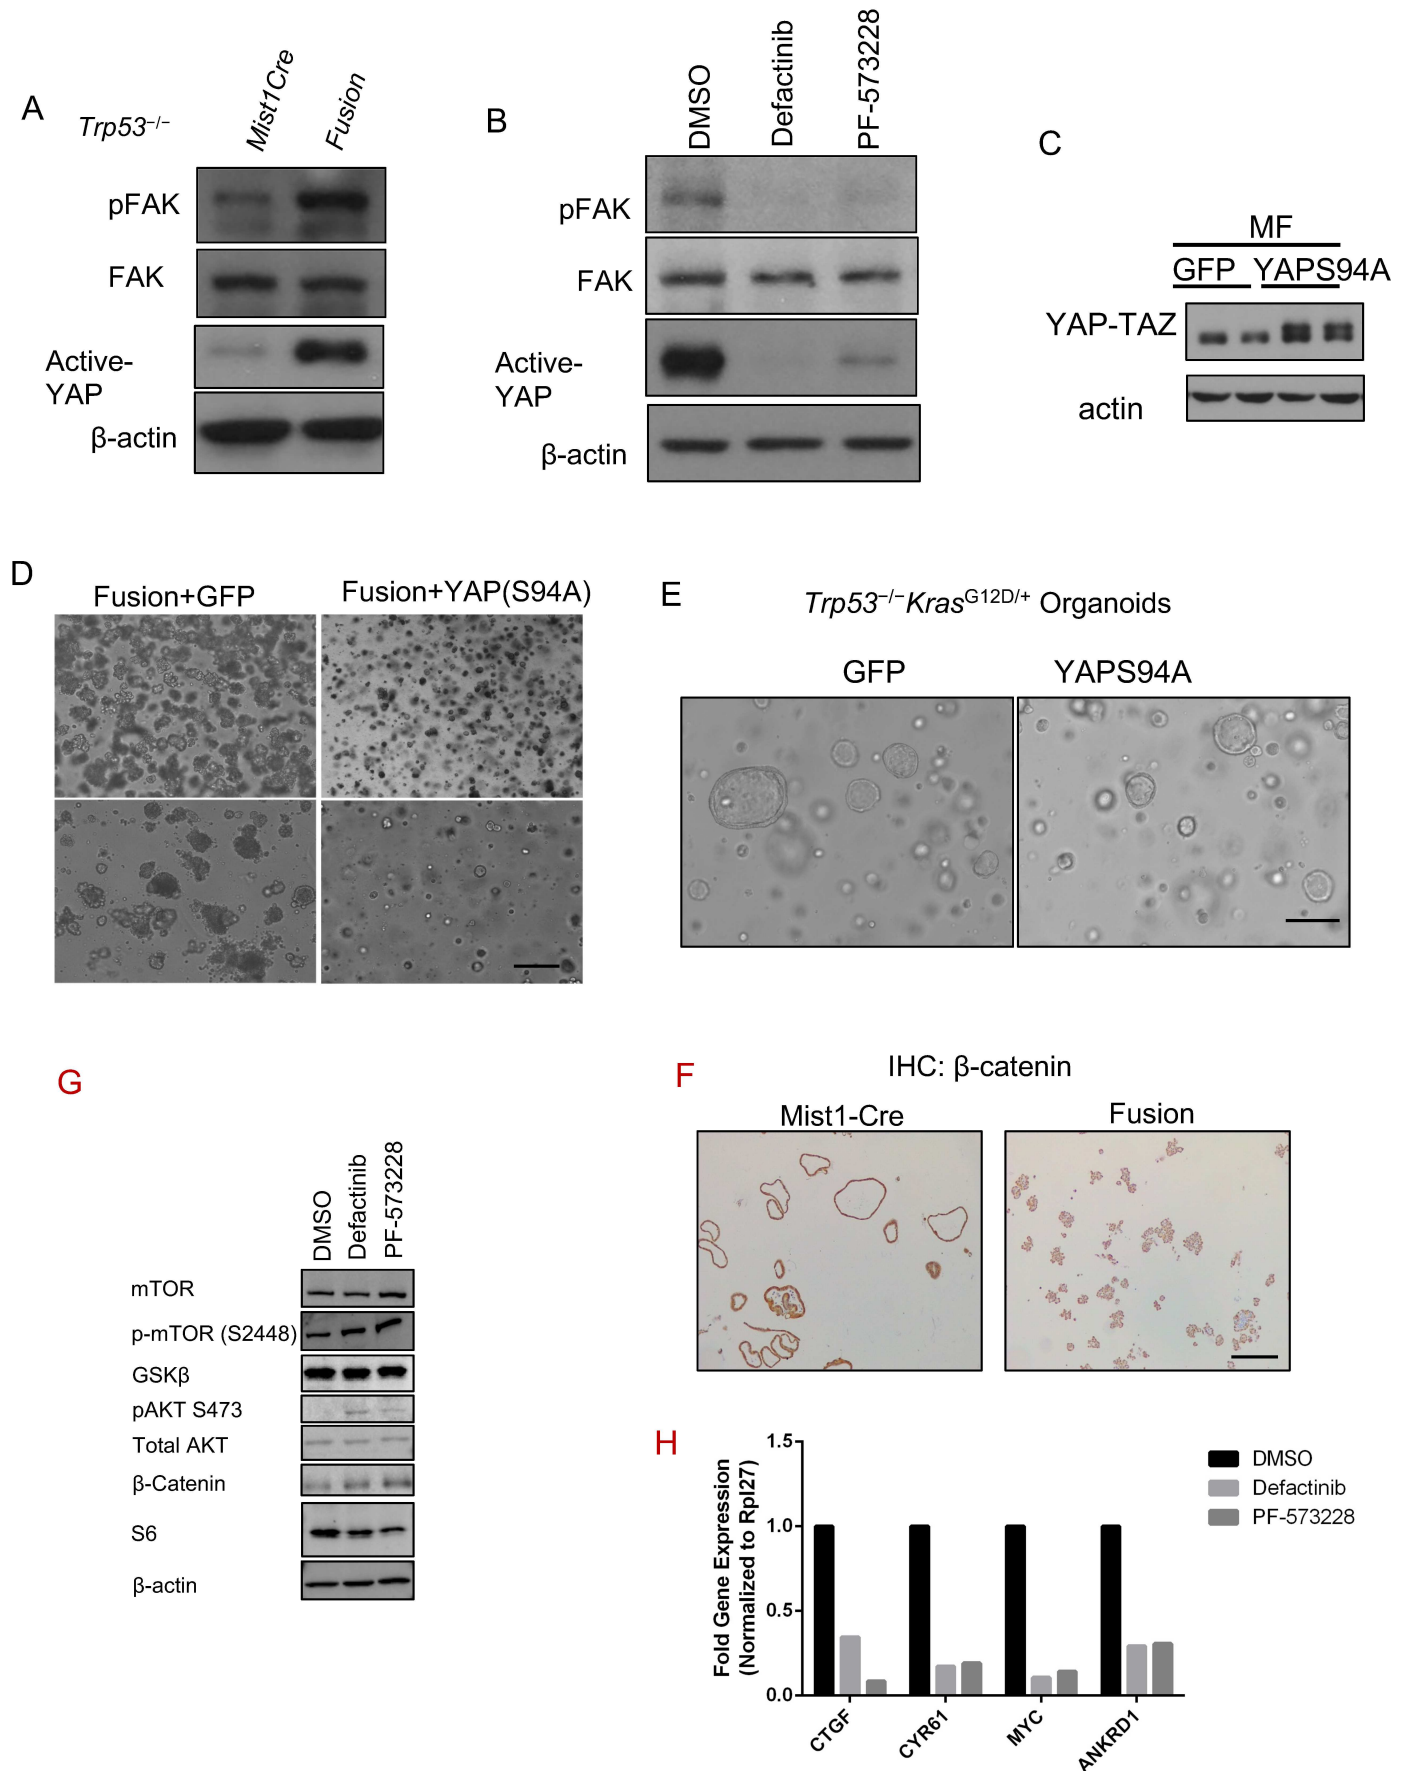 A
Trp53−/−
Mist1Cre
Fusion
pFAK
FAK
Active-
YAP
β-actin
B
DMSO
Defactinib
PF-573228
pFAK
FAK
Active-
YAP
β-actin
C
MF
GFP YAPS94A
YAP-TAZ
actin
D
Fusion+GFP
Fusion+YAP(S94A)
E
Trp53−/−KrasG12D/+ Organoids
GFP
YAPS94A
G
DMSO
Defactinib
PF-573228
mTOR
p-mTOR (S2448)
GSKβ
pAKT S473
Total AKT
β-Catenin
S6
β-actin
F
IHC: β-catenin
Mist1-Cre
Fusion
H
Fold Gene Expression
(Normalized to Rpl27)
1.5
1.0
0.5
0.0
CTGF
CYR61
MYC
ANKRD1
DMSO
Defactinib
PF-573228